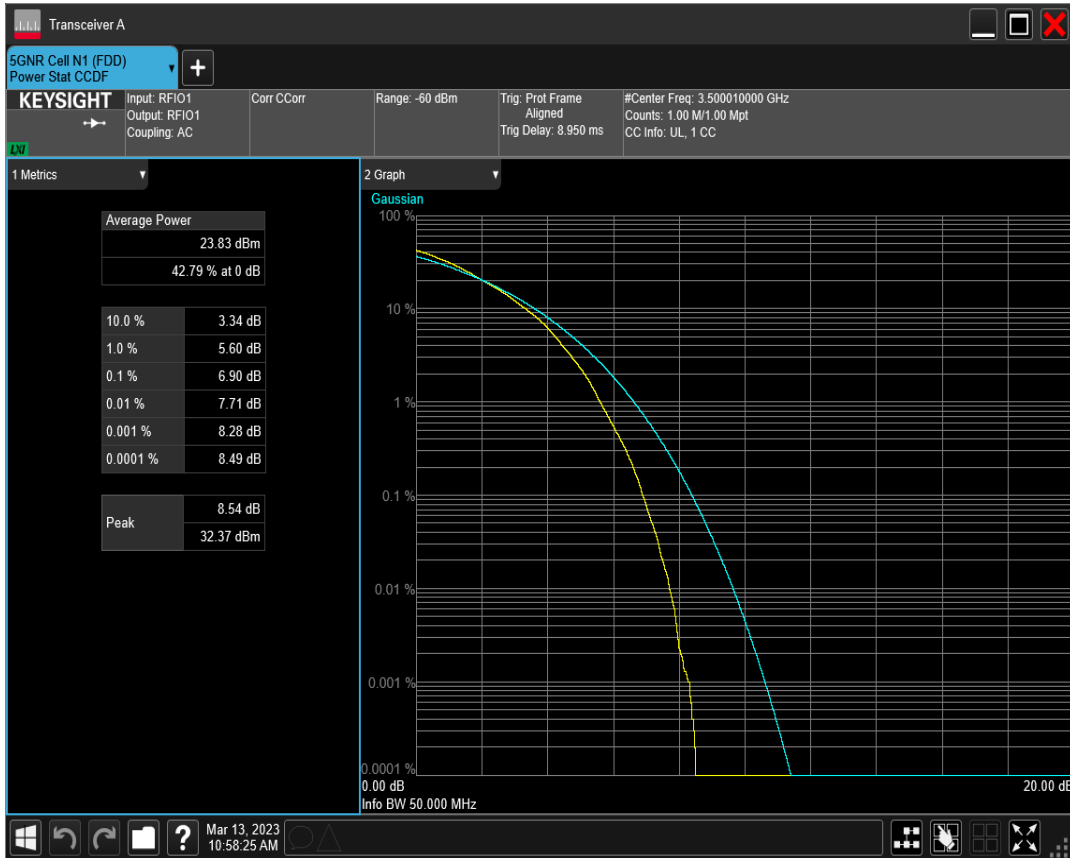 Transceiver A
5GNR Cell N1 (FDD)
Power Stat CCDF
+
KEYSIGHT
LXI
Input: RFIO1
Output: RFIO1
Coupling: AC
Corr CCorr
Range: -60 dBm
Trig: Prot Frame
Aligned
Trig Delay: 8.950 ms
#Center Freq: 3.500010000 GHz
Counts: 1.00 M/1.00 Mpt
CC Info: UL, 1 CC
1 Metrics
Average Power
23.83 dBm
42.79 % at 0 dB
10.0 % 3.34 dB
1.0 % 5.60 dB
0.1 % 6.90 dB
0.01 % 7.71 dB
0.001 % 8.28 dB
0.0001 % 8.49 dB
Peak
8.54 dB
32.37 dBm
2 Graph
Gaussian
100 %
10 %
1 %
0.1 %
0.01 %
0.001 %
0.0001 %
0.00 dB 20.00 dB
Info BW 50.000 MHz
?
Mar 13, 2023
10:58:25 AM